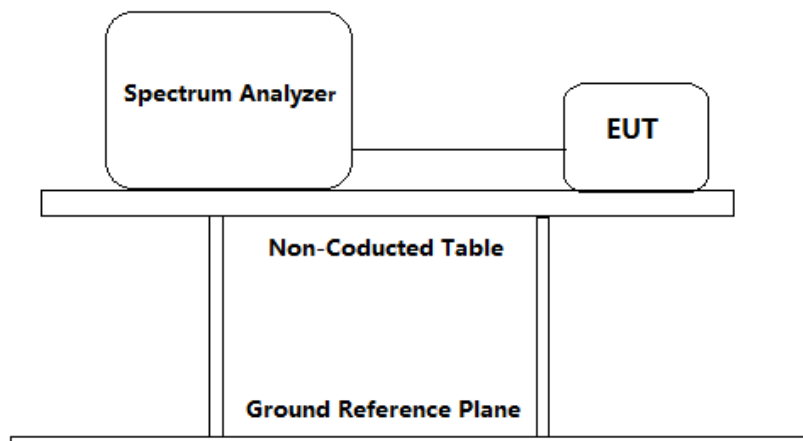 Spectrum Analyzer
EUT
Non-Coducted Table
Ground Reference Plane